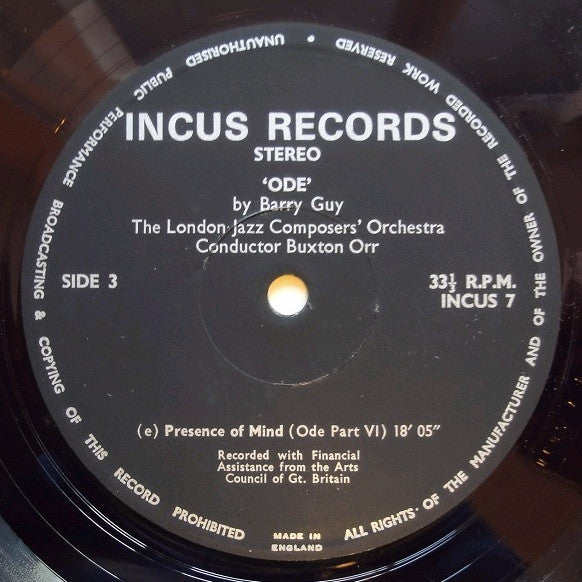 INCUS RECORDS
STEREO
'ODE'
by Barry Guy
The London Jazz Composers' Orchestra
Conductor Buxton Orr
SIDE 3
33⅓ R.P.M.
INCUS 7
(e) Presence of Mind (Ode Part VI) 18' 05"
Recorded with Financial
Assistance from the Arts
Council of Gt. Britain
MADE IN
ENGLAND
ALL RIGHTS OF THE MANUFACTURER AND OF THE OWNER OF THE RECORDED WORK RESERVED • UNAUTHORISED PUBLIC PERFORMANCE BROADCASTING & COPYING OF THIS RECORD PROHIBITED